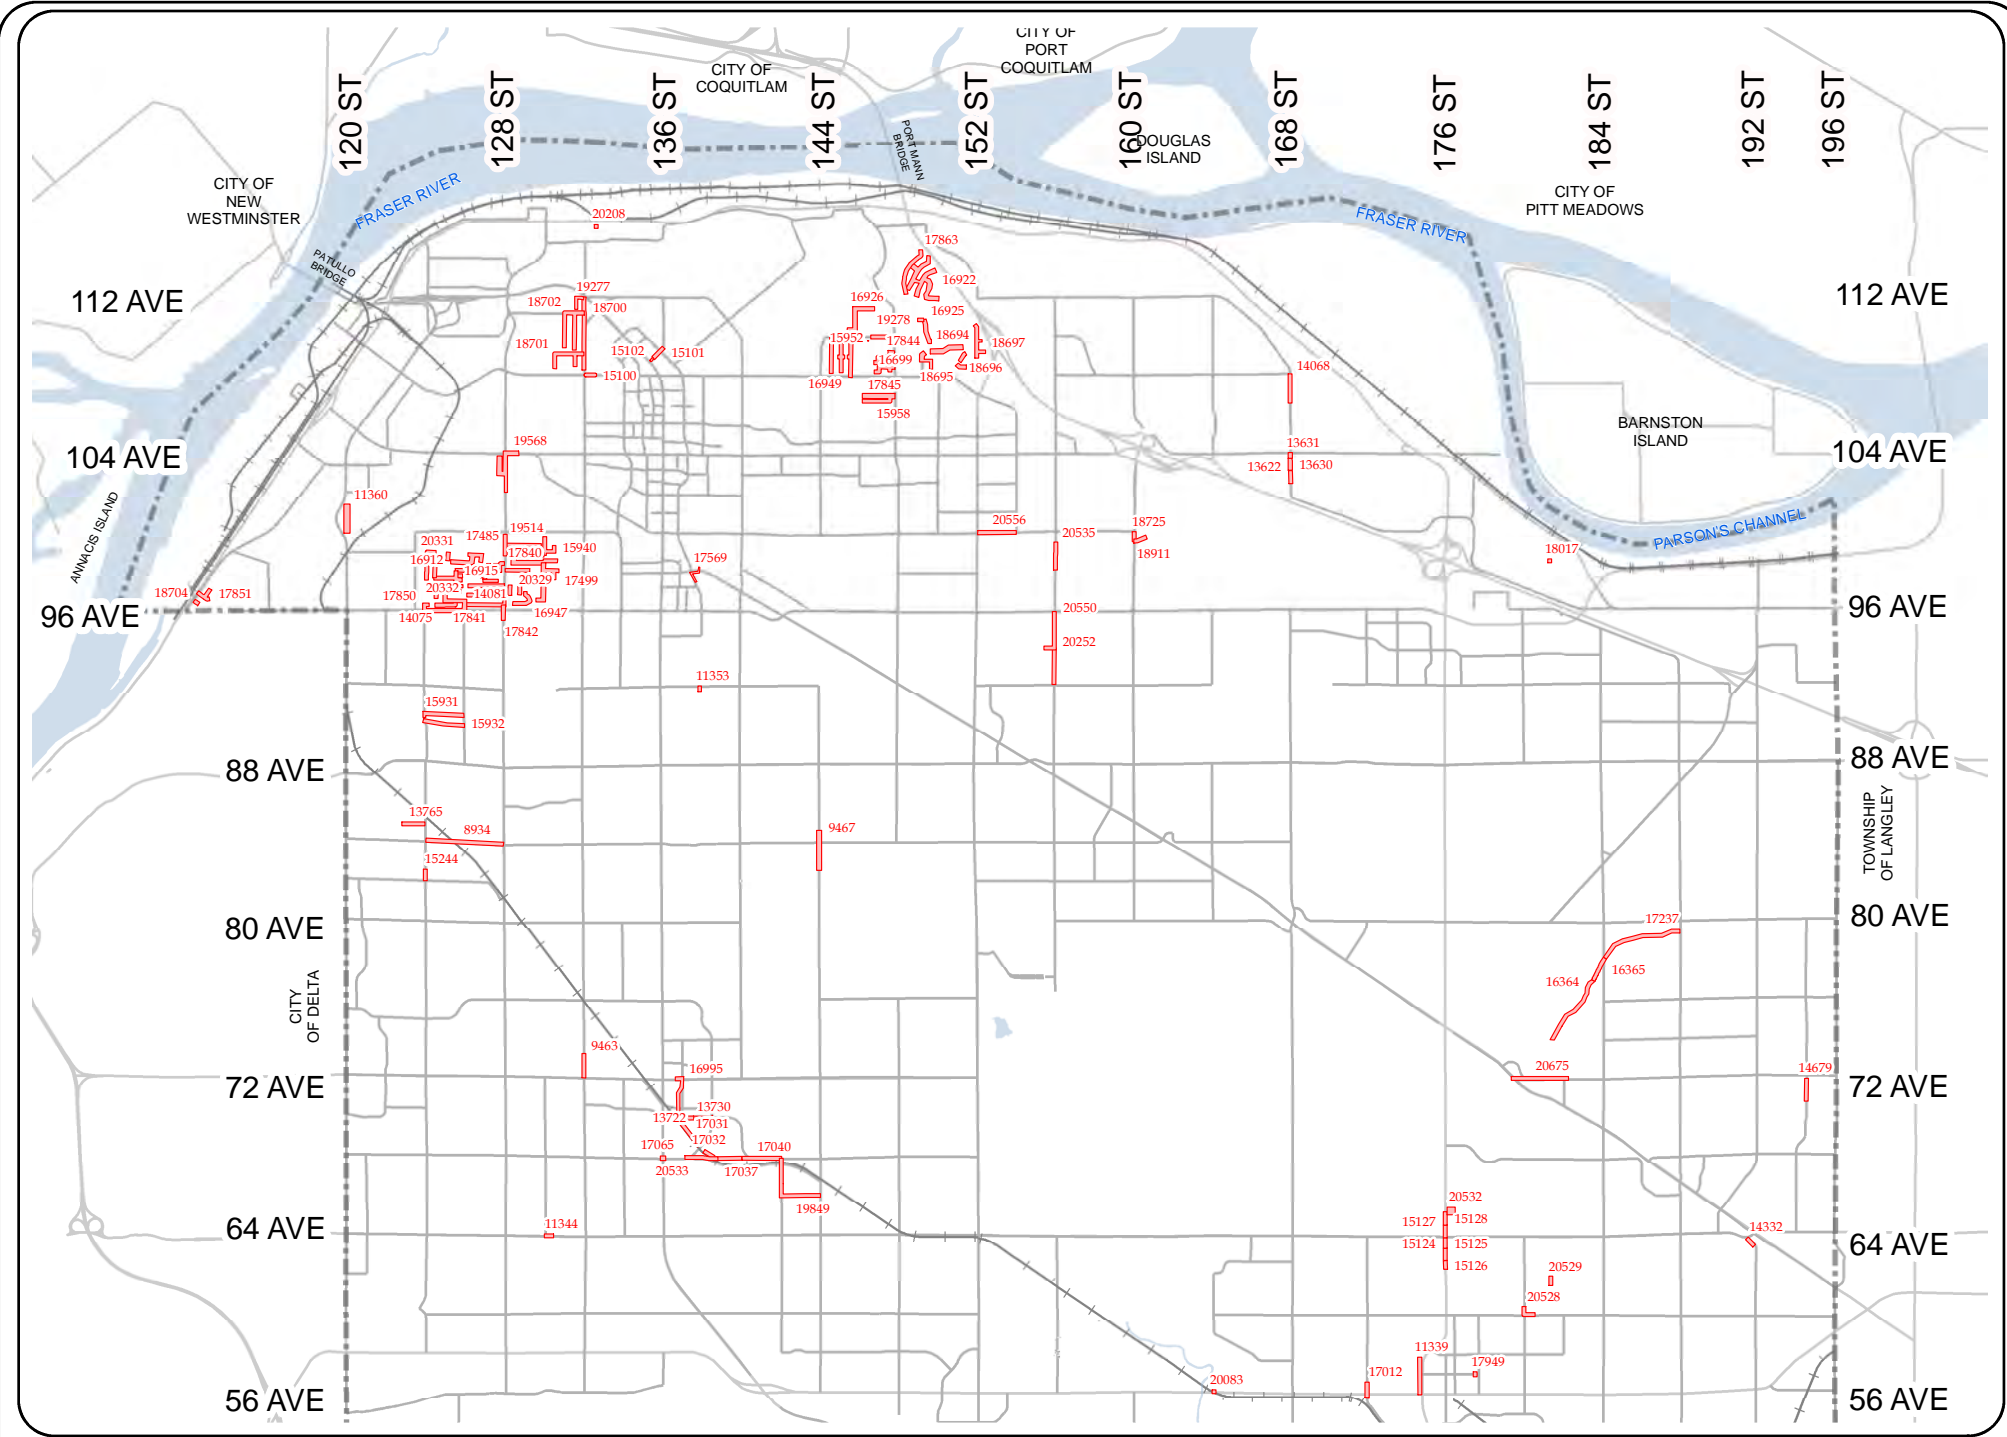 CITY OF
PORT
COQUITLAM
CITY OF
COQUITLAM
120 ST
128 ST
136 ST
144 ST
152 ST
160 ST
168 ST
176 ST
184 ST
192 ST
196 ST
PORT MANN
BRIDGE
DOUGLAS
ISLAND
CITY OF
NEW
WESTMINSTER
FRASER RIVER
CITY OF
PITT MEADOWS
FRASER RIVER
20208
17863
PATULLO
BRIDGE
16922
112 AVE
19277
18702
18700
16926
16925
112 AVE
19278
18701
15102
15101
15952
17844
18694
18697
16699
14068
15100
16949
17845
18695
18696
15958
BARNSTON
ISLAND
104 AVE
19568
13631
13622
13630
104 AVE
11360
ANNACIS ISLAND
20556
18725
PARSON'S CHANNEL
20331
17485
19514
20535
16912
17840
15940
17569
18911
18017
16915
18704
17851
17850
20332
14081
20329
17499
96 AVE
14075
17841
16947
20550
96 AVE
17842
20252
11353
15931
15932
88 AVE
88 AVE
13765
8934
9467
TOWNSHIP
OF LANGLEY
15244
80 AVE
17237
80 AVE
16365
16364
CITY
OF DELTA
9463
72 AVE
16995
20675
14679
72 AVE
13730
13722
17031
17065
17032
17040
20533
17037
19849
20532
64 AVE
11344
15127
15128
14332
15124
15125
64 AVE
15126
20529
20528
11339
17949
20083
17012
56 AVE
56 AVE